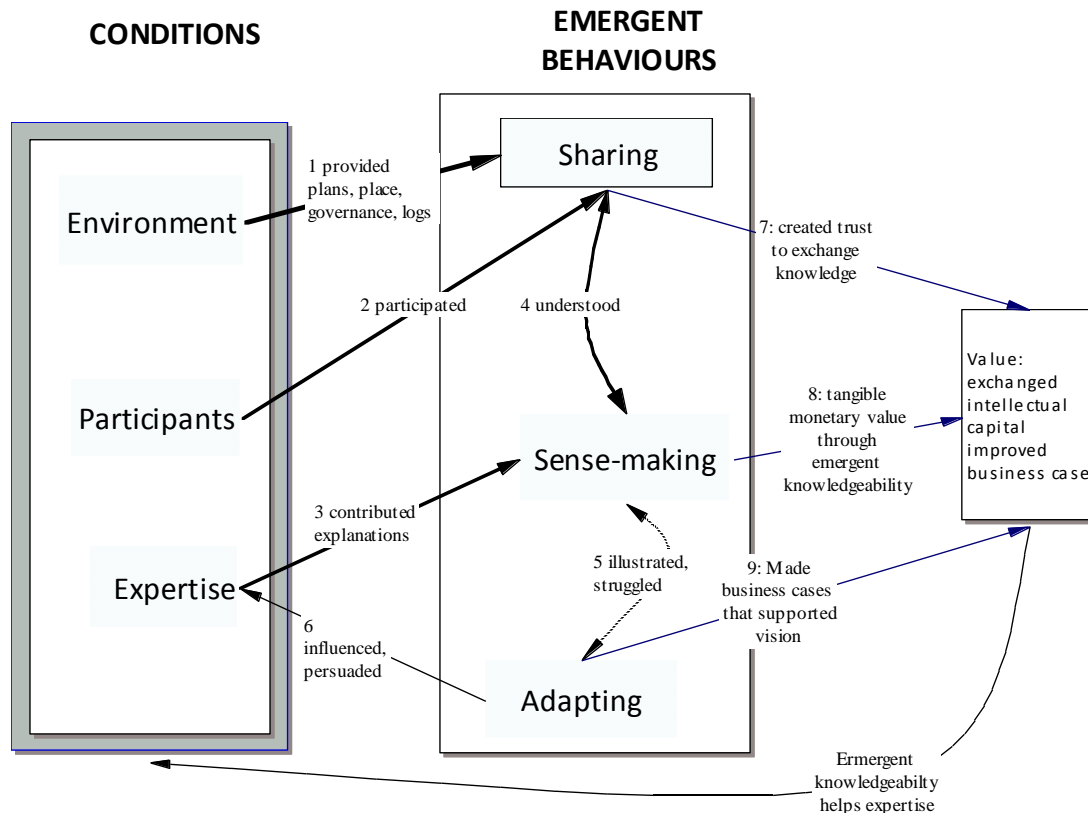 CONDITIONS
EMERGENT
BEHAVIOURS
Environment
Participants
Expertise
1 provided
plans, place,
governance, logs
2 participated
3 contributed
explanations
6
influenced,
persuaded
Sharing
4 understood
Sense-making
5 illustrated,
struggled
Adapting
7: created trust
to exchange
knowledge
8: tangible
monetary value
through
emergent
knowledgeability
9: Made
business cases
that supported
vision
Value:
exchanged
intellectual
capital
improved
business case
Ermergent
knowledgeabilty
helps expertise